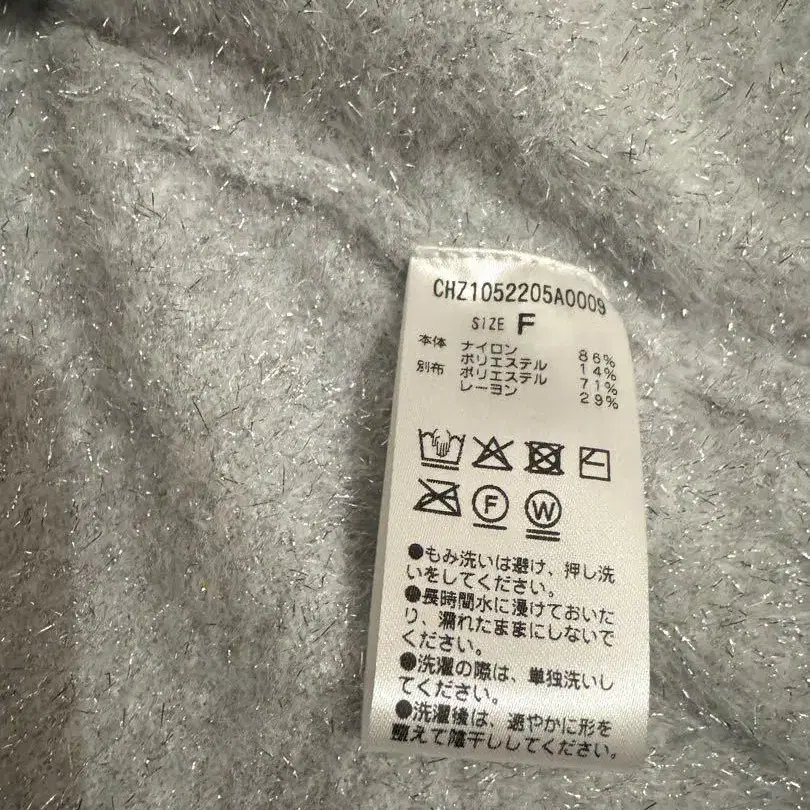 CHZ1052205A0009
SIZE F
本体 ナイロン 86%
ポリエステル 14%
別布 ポリエステル 71%
レーヨン 29%
F W
●もみ洗いは避け、押し洗
いをしてください。
●長時間水に浸けておいた
り、濡れたままにしないで
ください。
●洗濯の際は、単独洗いし
てください。
●洗濯後は、速やかに形を
整えて陰干ししてください。